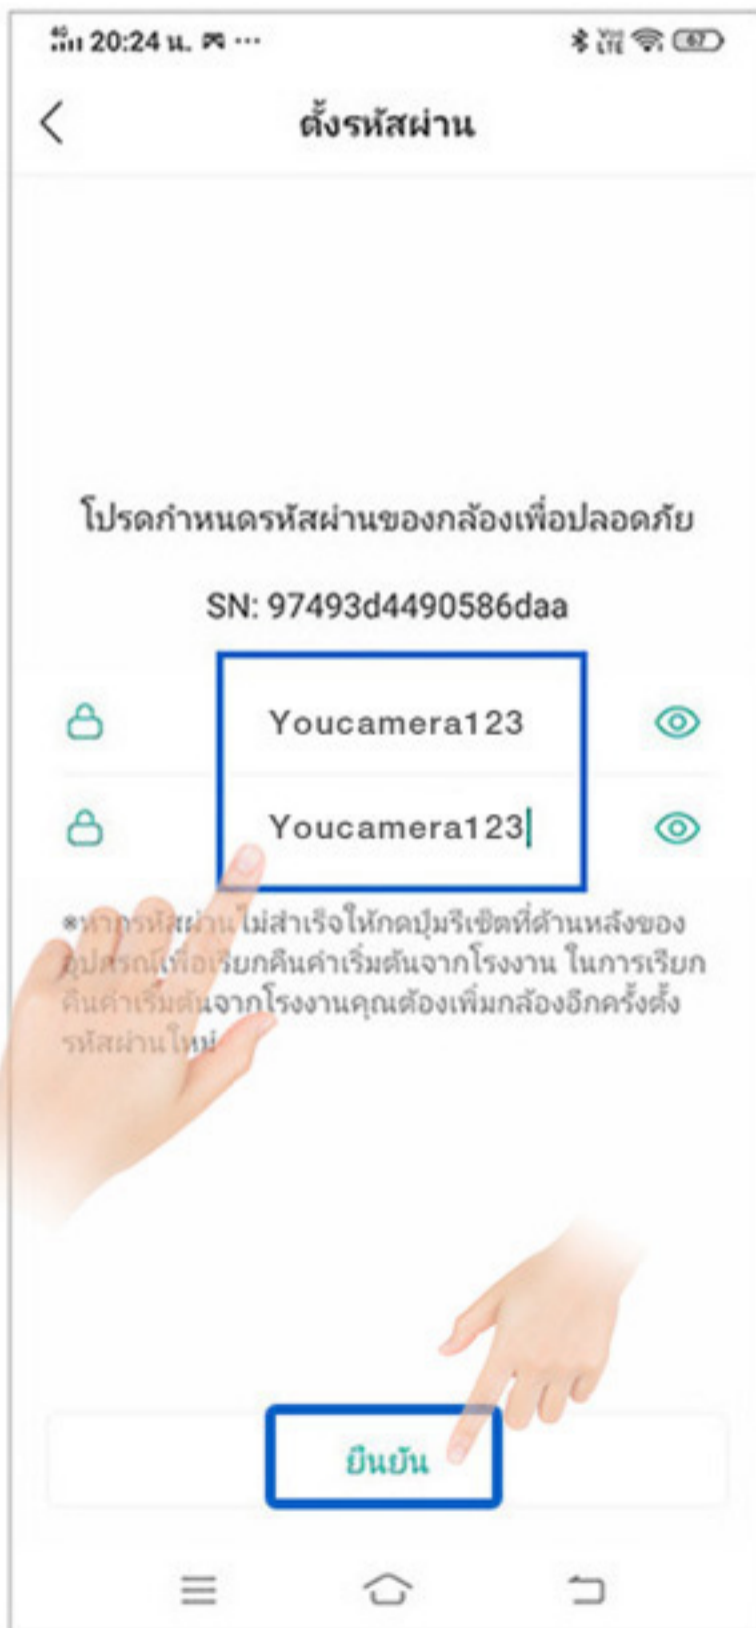 4G 20:24 น. ...
Vo) LTE 67
ตั้งรหัสผ่าน
โปรดกำหนดรหัสผ่านของกล้องเพื่อปลอดภัย
SN: 97493d4490586daa
Youcamera123
Youcamera123
*หากรหัสผ่านไม่สำเร็จให้กดปุ่มรีเซ็ตที่ด้านหลังของ
อุปกรณ์เพื่อเรียกคืนค่าเริ่มต้นจากโรงงาน ในการเรียก
คืนค่าเริ่มต้นจากโรงงานคุณต้องเพิ่มกล้องอีกครั้งตั้ง
รหัสผ่านใหม่
ยืนยัน